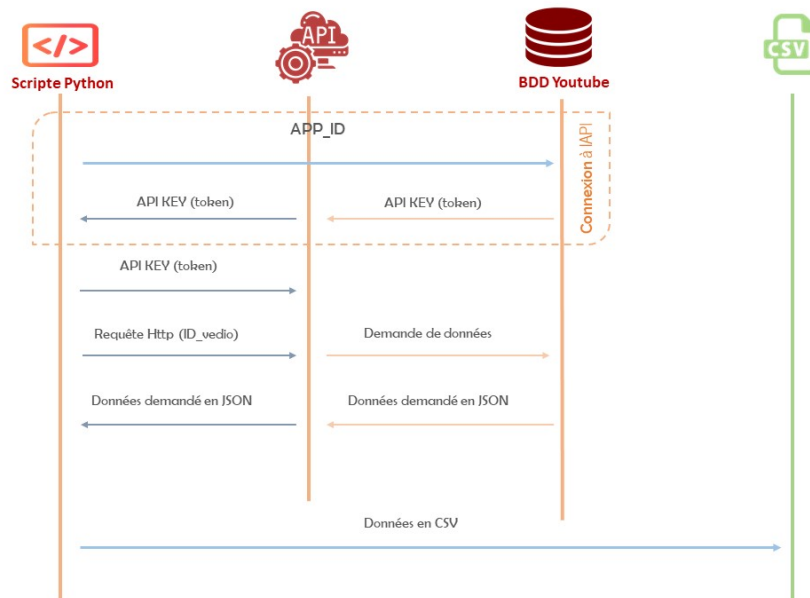 API
CSV
Scripte Python
BDD Youtube
APP_ID
Connexion à lAPI
API KEY (token)
API KEY (token)
API KEY (token)
Requête Http (ID_vedio)
Demande de données
Données demandé en JSON
Données demandé en JSON
Données en CSV